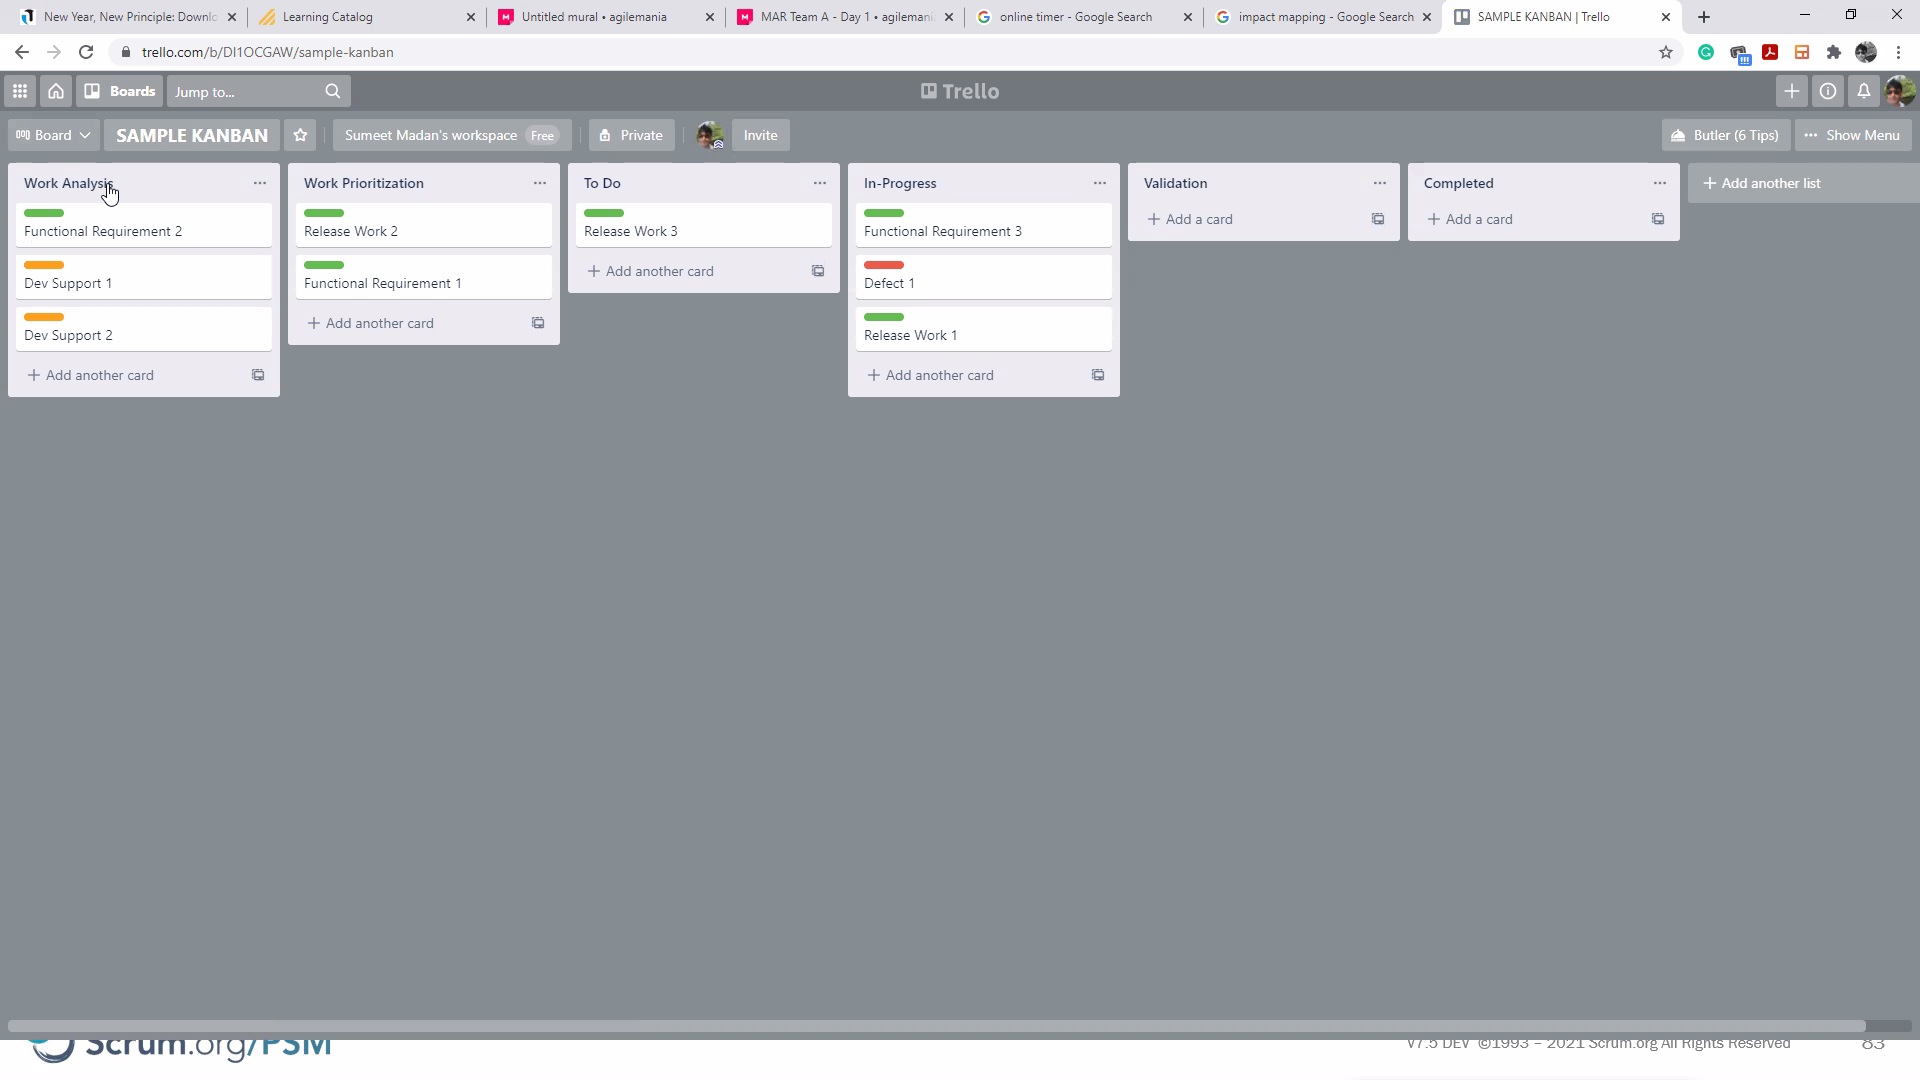 New Year, New Principle: Downlo
Learning Catalog
Untitled mural • agilemania
MAR Team A - Day 1 • agilemani
online timer - Google Search
impact mapping - Google Search
SAMPLE KANBAN | Trello
trello.com/b/DI1OCGAW/sample-kanban
Boards
Jump to...
Trello
Board
SAMPLE KANBAN
Sumeet Madan's workspace Free
Private
Invite
Butler (6 Tips)
Show Menu
Work Analysis
Functional Requirement 2
Dev Support 1
Dev Support 2
Add another card
Work Prioritization
Release Work 2
Functional Requirement 1
Add another card
To Do
Release Work 3
Add another card
In-Progress
Functional Requirement 3
Defect 1
Release Work 1
Add another card
Validation
Add a card
Completed
Add a card
Add another list
Scrum.org/PSM
V7.5 DEV ©1993 – 2021 Scrum.org All Rights Reserved
83